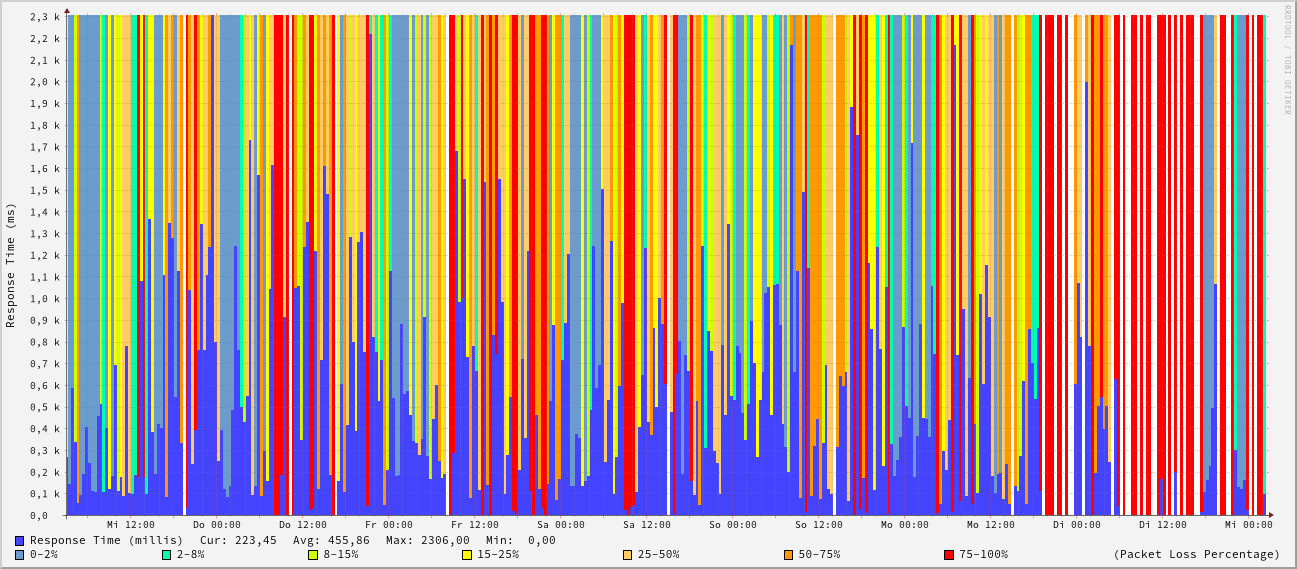 2,3 k
2,2 k
2,1 k
2,0 k
1,9 k
1,8 k
1,7 k
1,6 k
1,5 k
1,4 k
1,3 k
1,2 k
1,1 k
1,0 k
0,9 k
0,8 k
0,7 k
0,6 k
0,5 k
0,4 k
0,3 k
0,2 k
0,1 k
0,0
Response Time (ms)
RRDTOOL / TOBI OETIKER
Mi 12:00 Do 00:00 Do 12:00 Fr 00:00 Fr 12:00 Sa 00:00 Sa 12:00 So 00:00 So 12:00 Mo 00:00 Mo 12:00 Di 00:00 Di 12:00 Mi 00:00
Response Time (millis) Cur: 223,45 Avg: 455,86 Max: 2306,00 Min: 0,00
0-2% 2-8% 8-15% 15-25% 25-50% 50-75% 75-100% (Packet Loss Percentage)